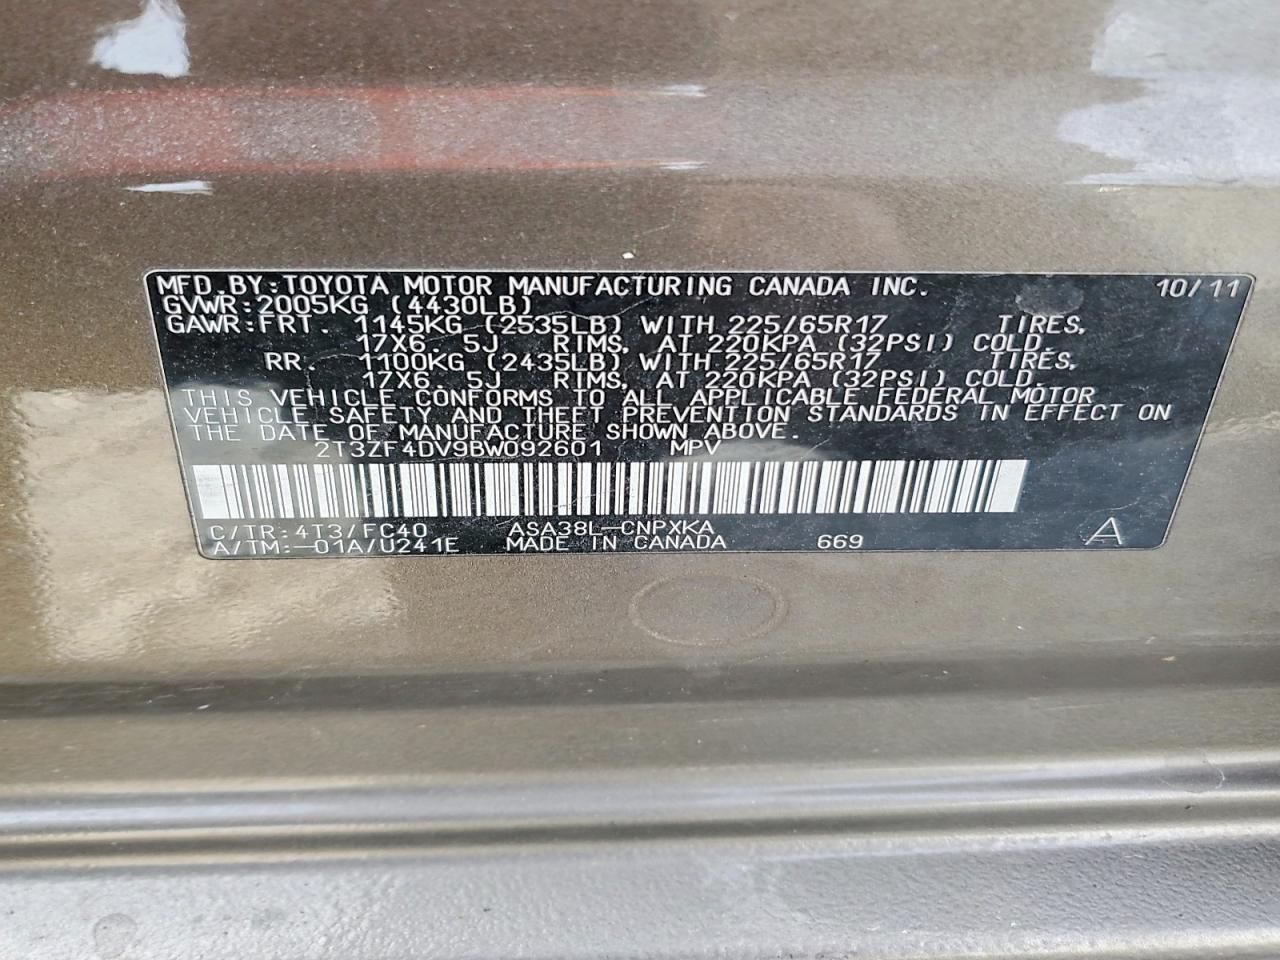 MFD.BY:TOYOTA MOTOR MANUFACTURING CANADA INC. 10/11
GVWR:2005KG (4430LB)
GAWR:FRT. 1145KG (2535LB) WITH 225/65R17 TIRES,
17X6. 5J RIMS, AT 220KPA (32PSI) COLD.
RR. 1100KG (2435LB) WITH 225/65R17 TIRES,
17X6. 5J RIMS, AT 220KPA (32PSI) COLD.
THIS VEHICLE CONFORMS TO ALL APPLICABLE FEDERAL MOTOR
VEHICLE SAFETY AND THEFT PREVENTION STANDARDS IN EFFECT ON
THE DATE OF MANUFACTURE SHOWN ABOVE.
2T3ZF4DV9BW092601 MPV
C/TR:4T3/FC40 ASA38L-CNPXKA
A/TM:-01A/U241E MADE IN CANADA 669 A